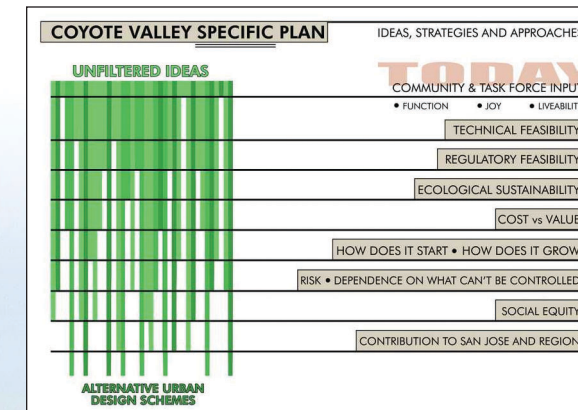 COYOTE VALLEY SPECIFIC PLAN
IDEAS, STRATEGIES AND APPROACHE
UNFILTERED IDEAS
TODAY
COMMUNITY & TASK FORCE INPUT
• FUNCTION • JOY • LIVEABILIT
TECHNICAL FEASIBILITY
REGULATORY FEASIBILITY
ECOLOGICAL SUSTAINABILITY
COST vs VALUE
HOW DOES IT START • HOW DOES IT GROW
RISK • DEPENDENCE ON WHAT CAN'T BE CONTROLLED
SOCIAL EQUITY
CONTRIBUTION TO SAN JOSE AND REGION
ALTERNATIVE URBAN
DESIGN SCHEMES